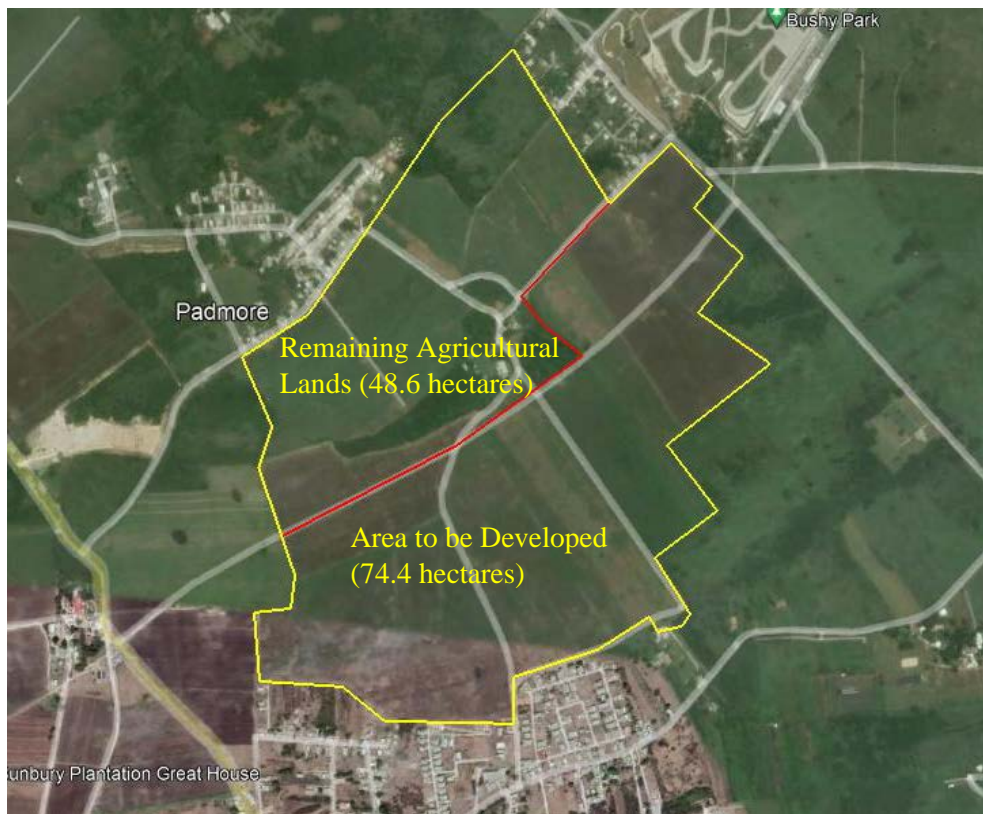 Bushy Park
Padmore
Remaining Agricultural
Lands (48.6 hectares)
Area to be Developed
(74.4 hectares)
Sunbury Plantation Great House